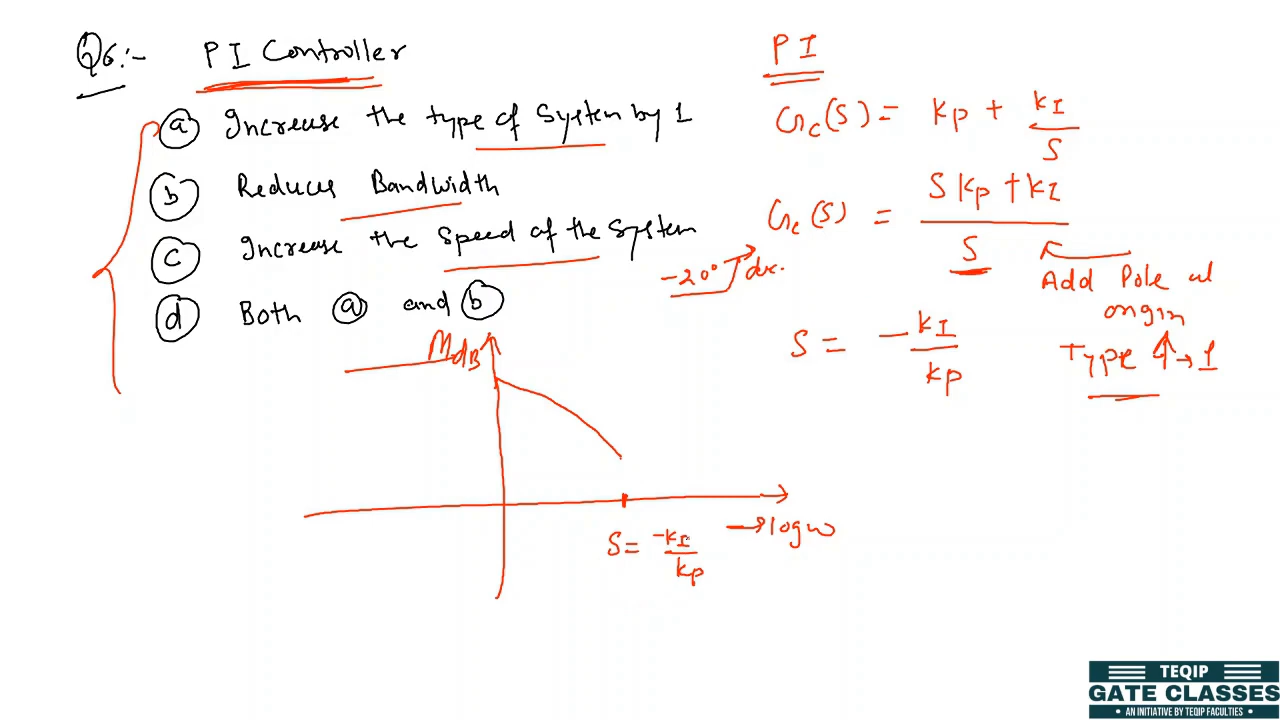 Q6:- PI Controller
(a) Increase the type of System by 1
(b) Reduces Bandwidth
(c) Increase the Speed of the System
(d) Both (a) and (b)
PI
Gc(S) = Kp + KI/S
Gc(S) = SKp + KI / S
Add Pole at
origin
Type ↑ → 1
-20° / dec.
S = -KI/Kp
MdB
→ logw
S = -KI/Kp
TEQIP
GATE CLASSES
• AN INITIATIVE BY TEQIP FACULTIES •